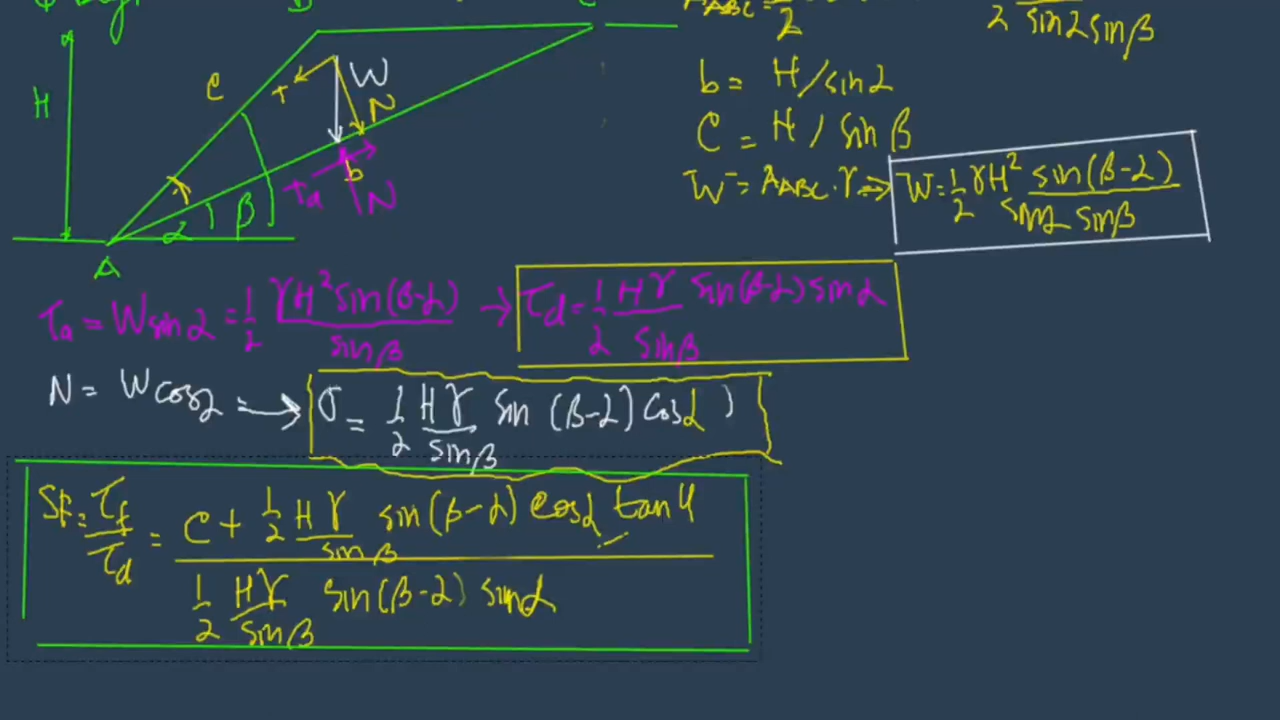 H
C
W
T
N
b
Ta
N
α
β
A
A_ABC =
2
2 sin α sin β
b = H / sin α
C = H / sin β
W = A_ABC . γ ⇒ W = 1/2 γH² sin(β-α) / sin α sin β
Ta = W sin α = 1/2 γH² sin(β-α) / sin β → τd = 1/2 Hγ / sin β sin(β-α) sin α
N = W cos α = → σ = 1/2 Hγ / sin β sin (β-α) cos α
SF = τf / τd = C + 1/2 Hγ / sin β sin(β-α) cos α tan φ
1/2 Hγ / sin β sin(β-α) sin α